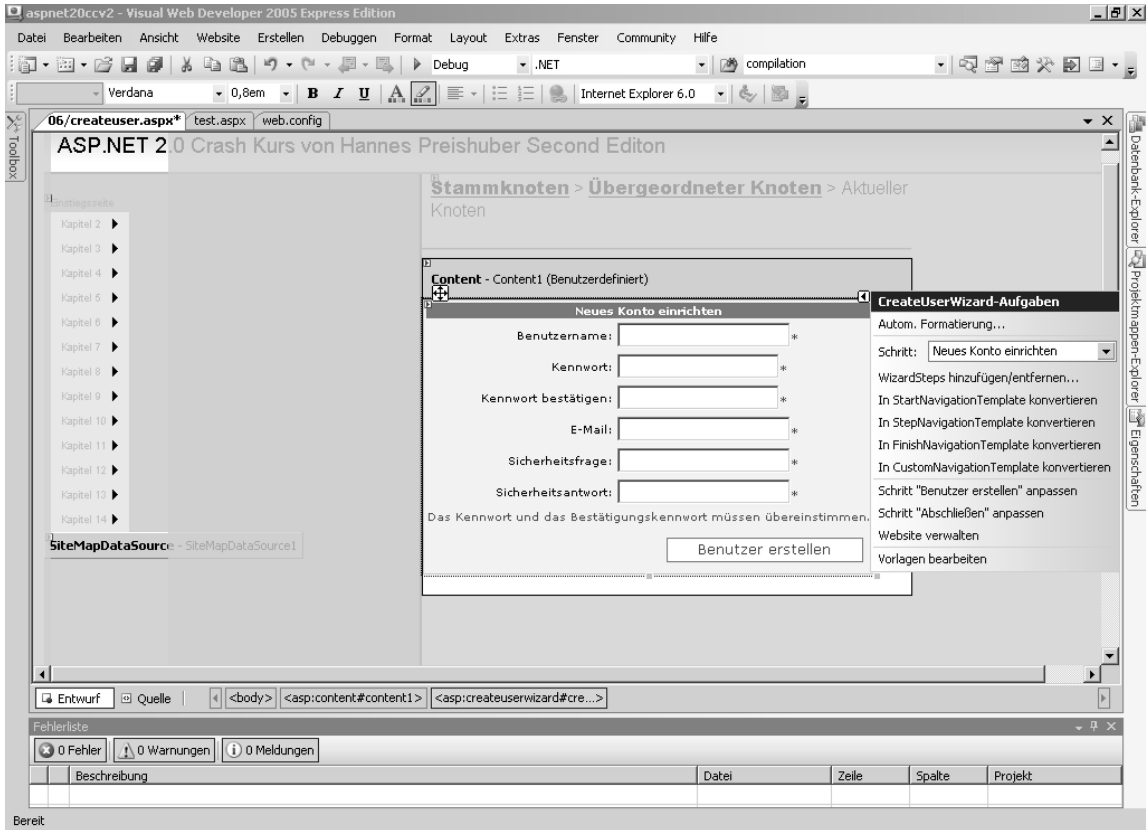 aspnet20ccv2 - Visual Web Developer 2005 Express Edition
Datei Bearbeiten Ansicht Website Erstellen Debuggen Format Layout Extras Fenster Community Hilfe
Debug .NET compilation
Verdana 0,8em B I U A Internet Explorer 6.0
06/createuser.aspx* test.aspx web.config
Toolbox
ASP.NET 2.0 Crash Kurs von Hannes Preishuber Second Editon
Stammknoten > Übergeordneter Knoten > Aktueller
Knoten
Einstiegsseite
Kapitel 2
Kapitel 3
Kapitel 4
Kapitel 5
Kapitel 6
Kapitel 7
Kapitel 8
Kapitel 9
Kapitel 10
Kapitel 11
Kapitel 12
Kapitel 13
Kapitel 14
SiteMapDataSource - SiteMapDataSource1
Content - Content1 (Benutzerdefiniert)
Neues Konto einrichten
Benutzername: *
Kennwort: *
Kennwort bestätigen: *
E-Mail: *
Sicherheitsfrage: *
Sicherheitsantwort: *
Das Kennwort und das Bestätigungskennwort müssen übereinstimmen.
Benutzer erstellen
CreateUserWizard-Aufgaben
Autom. Formatierung...
Schritt: Neues Konto einrichten
WizardSteps hinzufügen/entfernen...
In StartNavigationTemplate konvertieren
In StepNavigationTemplate konvertieren
In FinishNavigationTemplate konvertieren
In CustomNavigationTemplate konvertieren
Schritt "Benutzer erstellen" anpassen
Schritt "Abschließen" anpassen
Website verwalten
Vorlagen bearbeiten
Datenbank-Explorer
Projektmappen-Explorer
Eigenschaften
Entwurf Quelle <body> <asp:content#content1> <asp:createuserwizard#cre...>
Fehlerliste
0 Fehler 0 Warnungen 0 Meldungen
Beschreibung Datei Zeile Spalte Projekt
Bereit